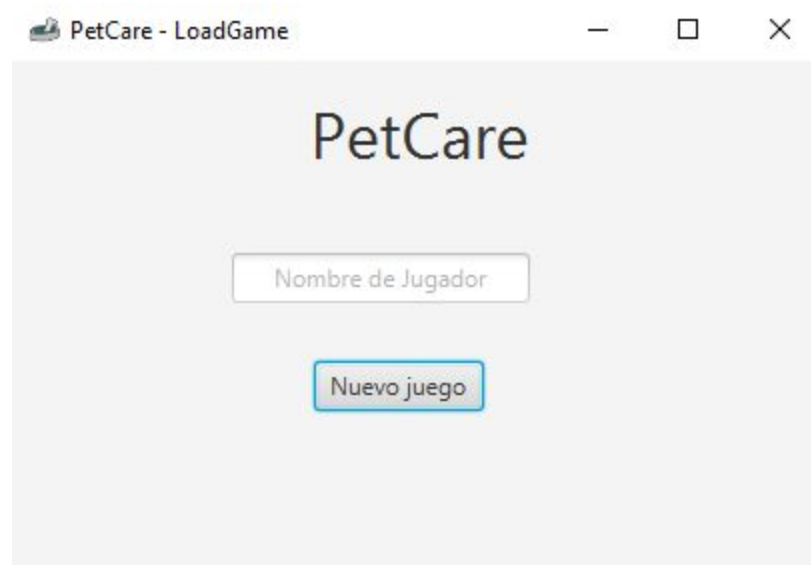 PetCare - LoadGame
PetCare
Nombre de Jugador
Nuevo juego